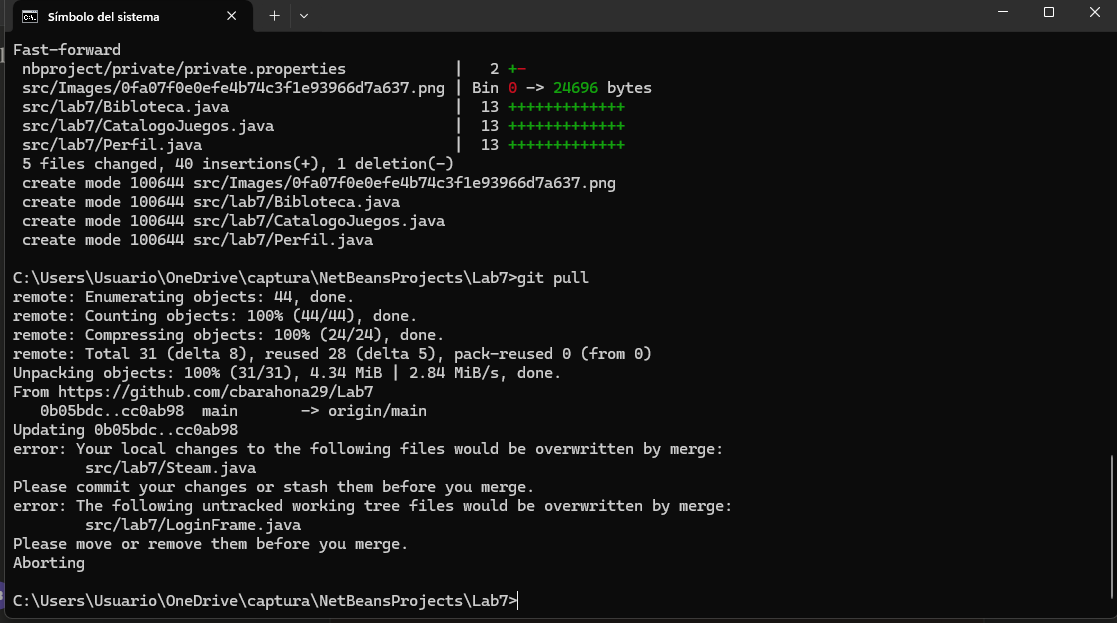 Símbolo del sistema
Fast-forward
 nbproject/private/private.properties               |   2 +-
 src/Images/0fa07f0e0efe4b74c3f1e93966d7a637.png | Bin 0 -> 24696 bytes
 src/lab7/Bibloteca.java                         |  13 +++++++++++++
 src/lab7/CatalogoJuegos.java                    |  13 +++++++++++++
 src/lab7/Perfil.java                            |  13 +++++++++++++
 5 files changed, 40 insertions(+), 1 deletion(-)
 create mode 100644 src/Images/0fa07f0e0efe4b74c3f1e93966d7a637.png
 create mode 100644 src/lab7/Bibloteca.java
 create mode 100644 src/lab7/CatalogoJuegos.java
 create mode 100644 src/lab7/Perfil.java
C:\Users\Usuario\OneDrive\captura\NetBeansProjects\Lab7>git pull
remote: Enumerating objects: 44, done.
remote: Counting objects: 100% (44/44), done.
remote: Compressing objects: 100% (24/24), done.
remote: Total 31 (delta 8), reused 28 (delta 5), pack-reused 0 (from 0)
Unpacking objects: 100% (31/31), 4.34 MiB | 2.84 MiB/s, done.
From https://github.com/cbarahona29/Lab7
   0b05bdc..cc0ab98  main       -> origin/main
Updating 0b05bdc..cc0ab98
error: Your local changes to the following files would be overwritten by merge:
        src/lab7/Steam.java
Please commit your changes or stash them before you merge.
error: The following untracked working tree files would be overwritten by merge:
        src/lab7/LoginFrame.java
Please move or remove them before you merge.
Aborting
C:\Users\Usuario\OneDrive\captura\NetBeansProjects\Lab7>